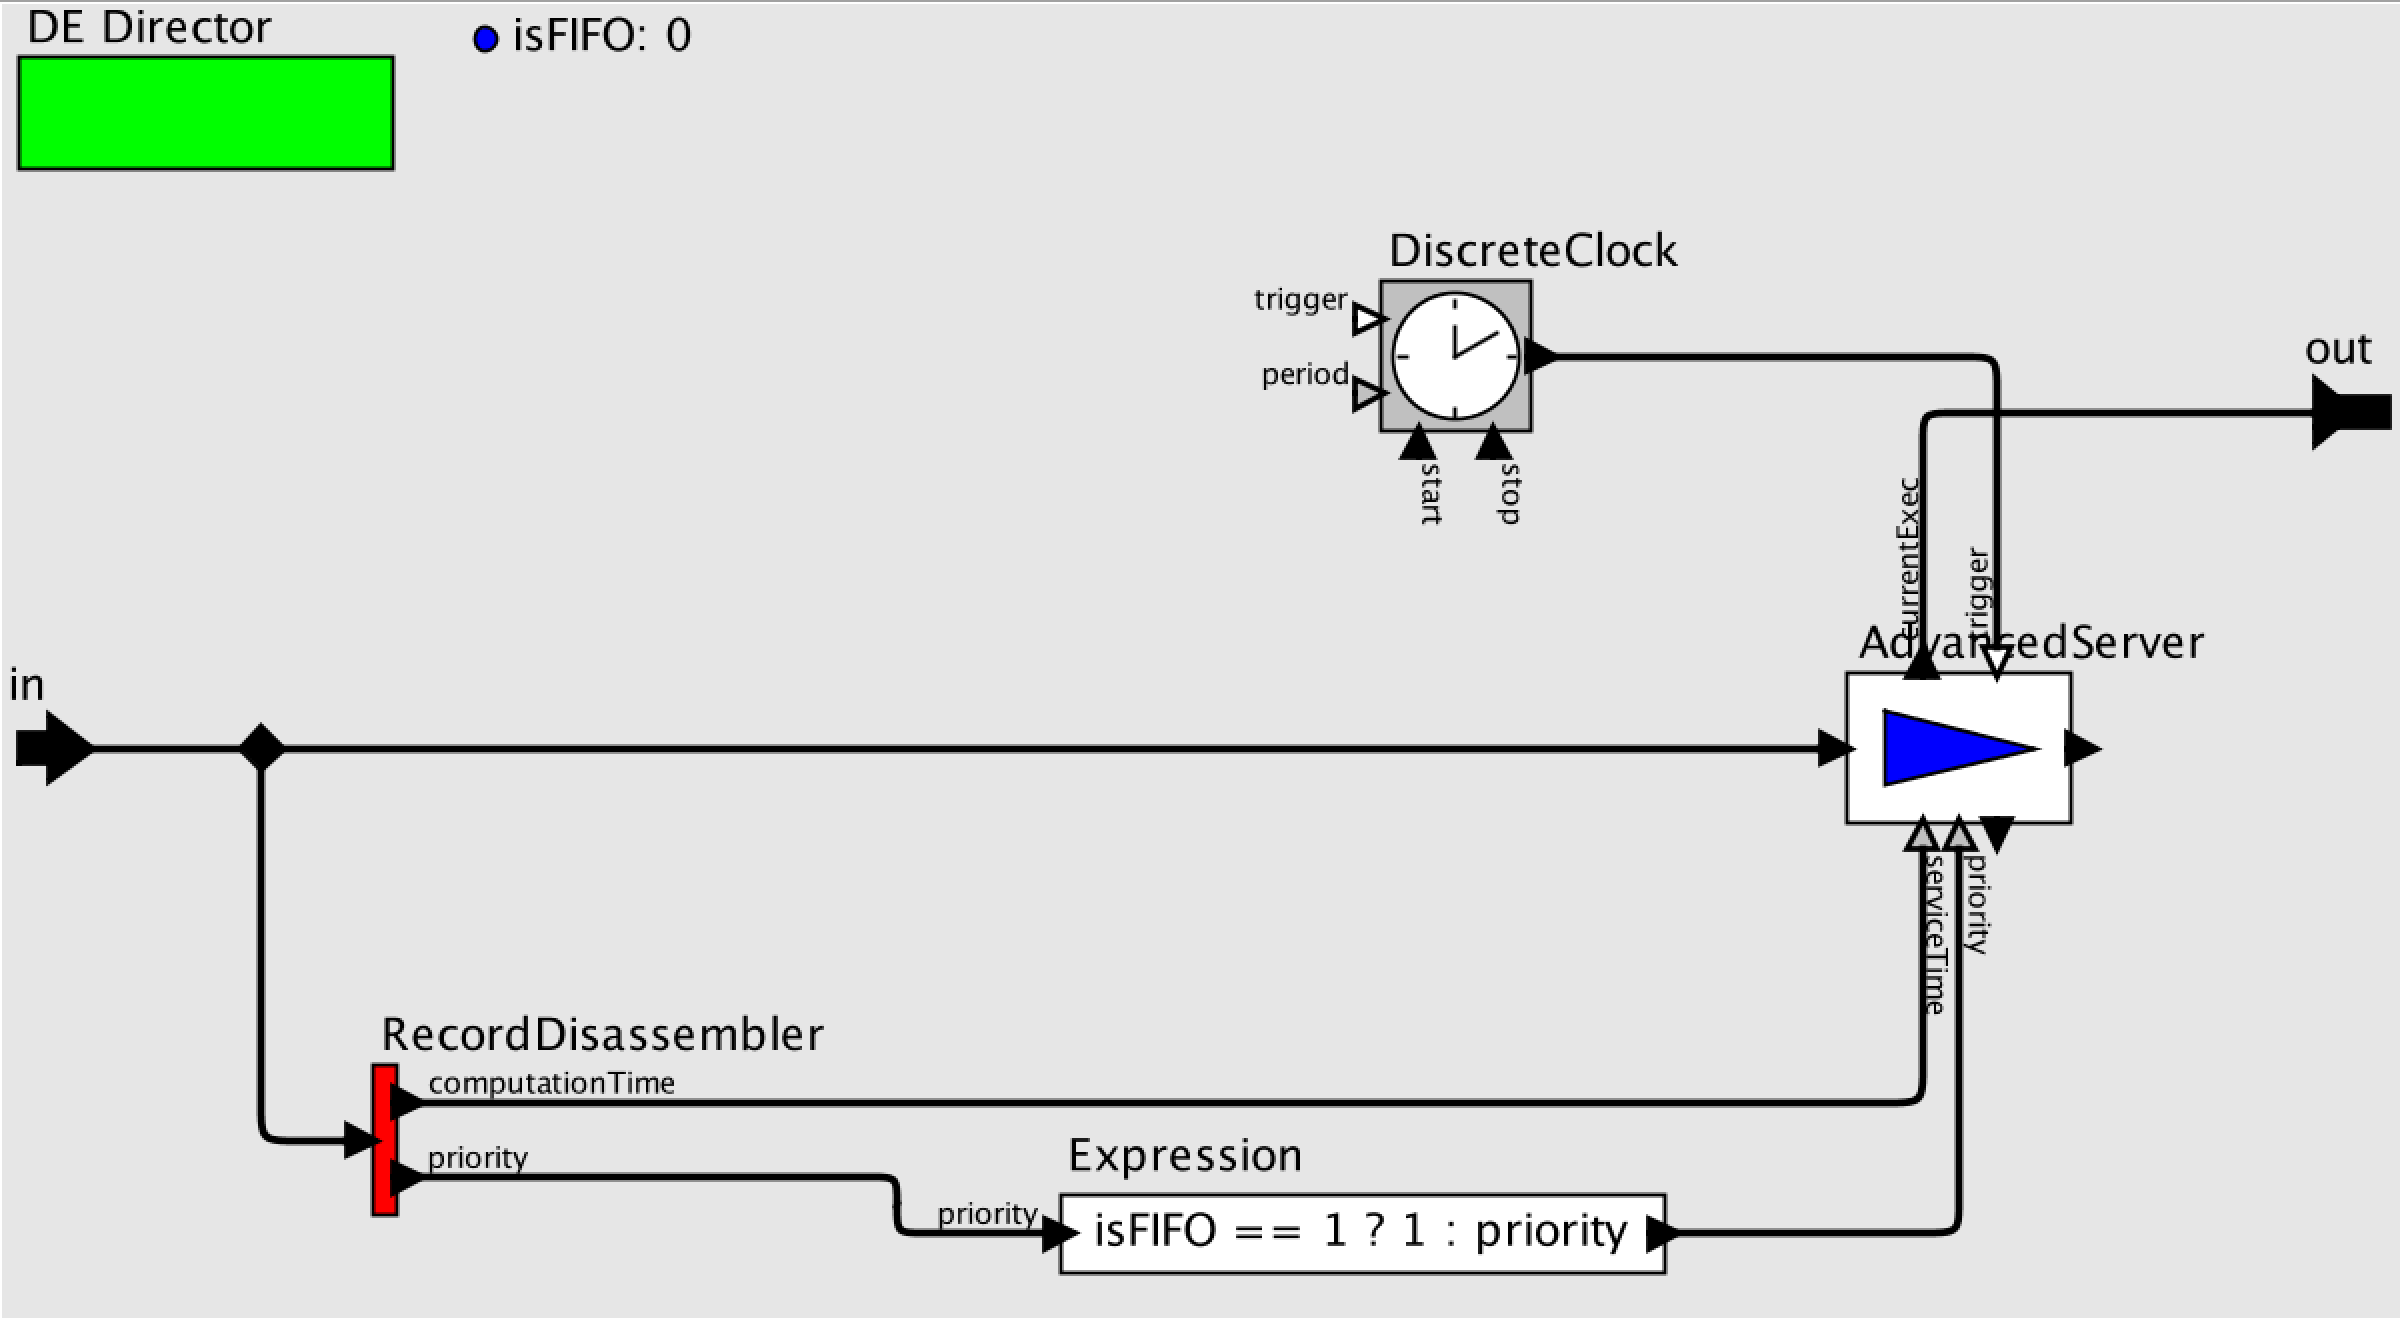 DE Director
isFIFO: 0
DiscreteClock
trigger
period
start
stop
out
currentExec
trigger
AdvancedServer
in
serviceTime
priority
RecordDisassembler
computationTime
priority
Expression
priority
isFIFO == 1 ? 1 : priority